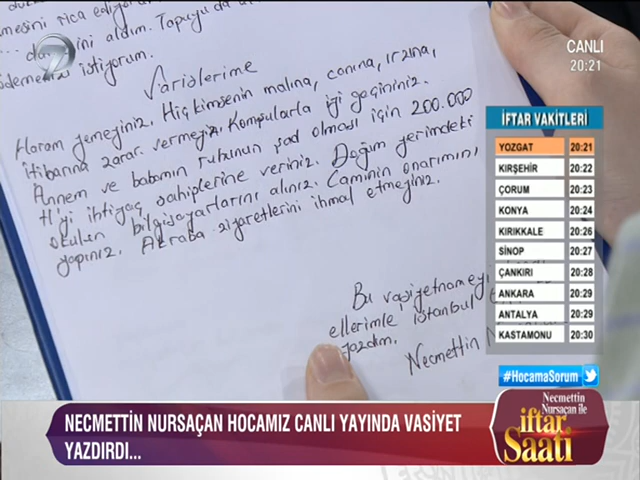 mesini rica ediyor
ini aldım. Tapuyu da
istiyorum.
7
CANLI
20:21
Varislerime
Haram yemeyiniz. Hiç kimsenin malına, canına, ırzına,
itibarına zarar vermeyiniz. Komşularla iyi geçininiz.
Annem ve babamın ruhunun şad olması için 200.000
tl'yi ihtiyaç sahiplerine veriniz. Doğum yerimdeki
okulun bilgisayarlarını alınız. Caminin onarımını
yapınız. Akraba ziyaretlerini ihmal etmeyiniz.
Bu vasiyetnameyi
ellerimle İstanbul
yazdım.
Necmettin
İFTAR VAKİTLERİ
YOZGAT 20:21
KIRŞEHİR 20:22
ÇORUM 20:23
KONYA 20:24
KIRIKKALE 20:26
SİNOP 20:27
ÇANKIRI 20:28
ANKARA 20:29
ANTALYA 20:29
KASTAMONU 20:30
#HocamaSorum
NECMETTİN NURSAÇAN HOCAMIZ CANLI YAYINDA VASİYET
YAZDIRDI...
Necmettin
Nursaçan ile
iftar
Saati